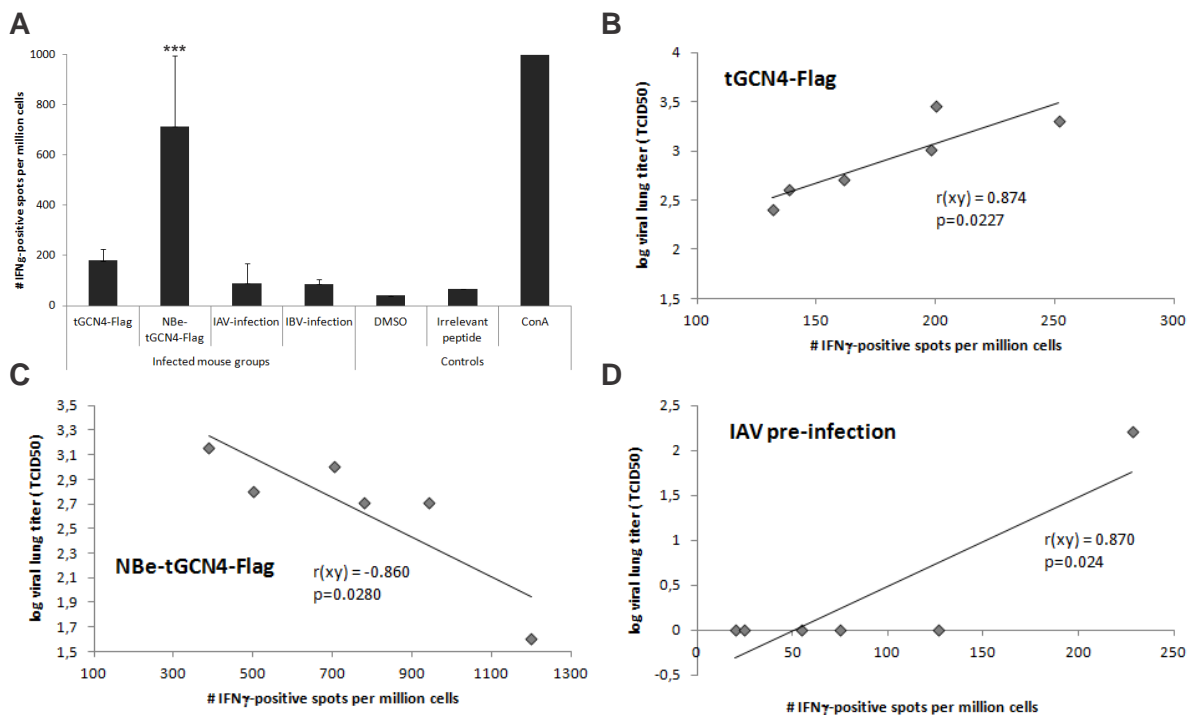 A
# IFNg-positive spots per million cells
1000
800
600
400
200
0
***
tGCN4-Flag
NBe-
tGCN4-Flag
IAV-infection
IBV-infection
DMSO
Irrelevant
peptide
ConA
Infected mouse groups
Controls
B
log viral lung titer (TCID50)
4
3,5
3
2,5
2
1,5
tGCN4-Flag
r(xy) = 0.874
p=0.0227
100
150
200
250
300
# IFNγ-positive spots per million cells
C
log viral lung titer (TCID50)
3,5
3,3
3,1
2,9
2,7
2,5
2,3
2,1
1,9
1,7
1,5
NBe-tGCN4-Flag
r(xy) = -0.860
p=0.0280
100
300
500
700
900
1100
1300
# IFNγ-positive spots per million cells
D
log viral lung titer (TCID50)
3
2,5
2
1,5
1
0,5
0
-0,5
IAV pre-infection
r(xy) = 0.870
p=0.024
50
100
150
200
250
# IFNγ-positive spots per million cells